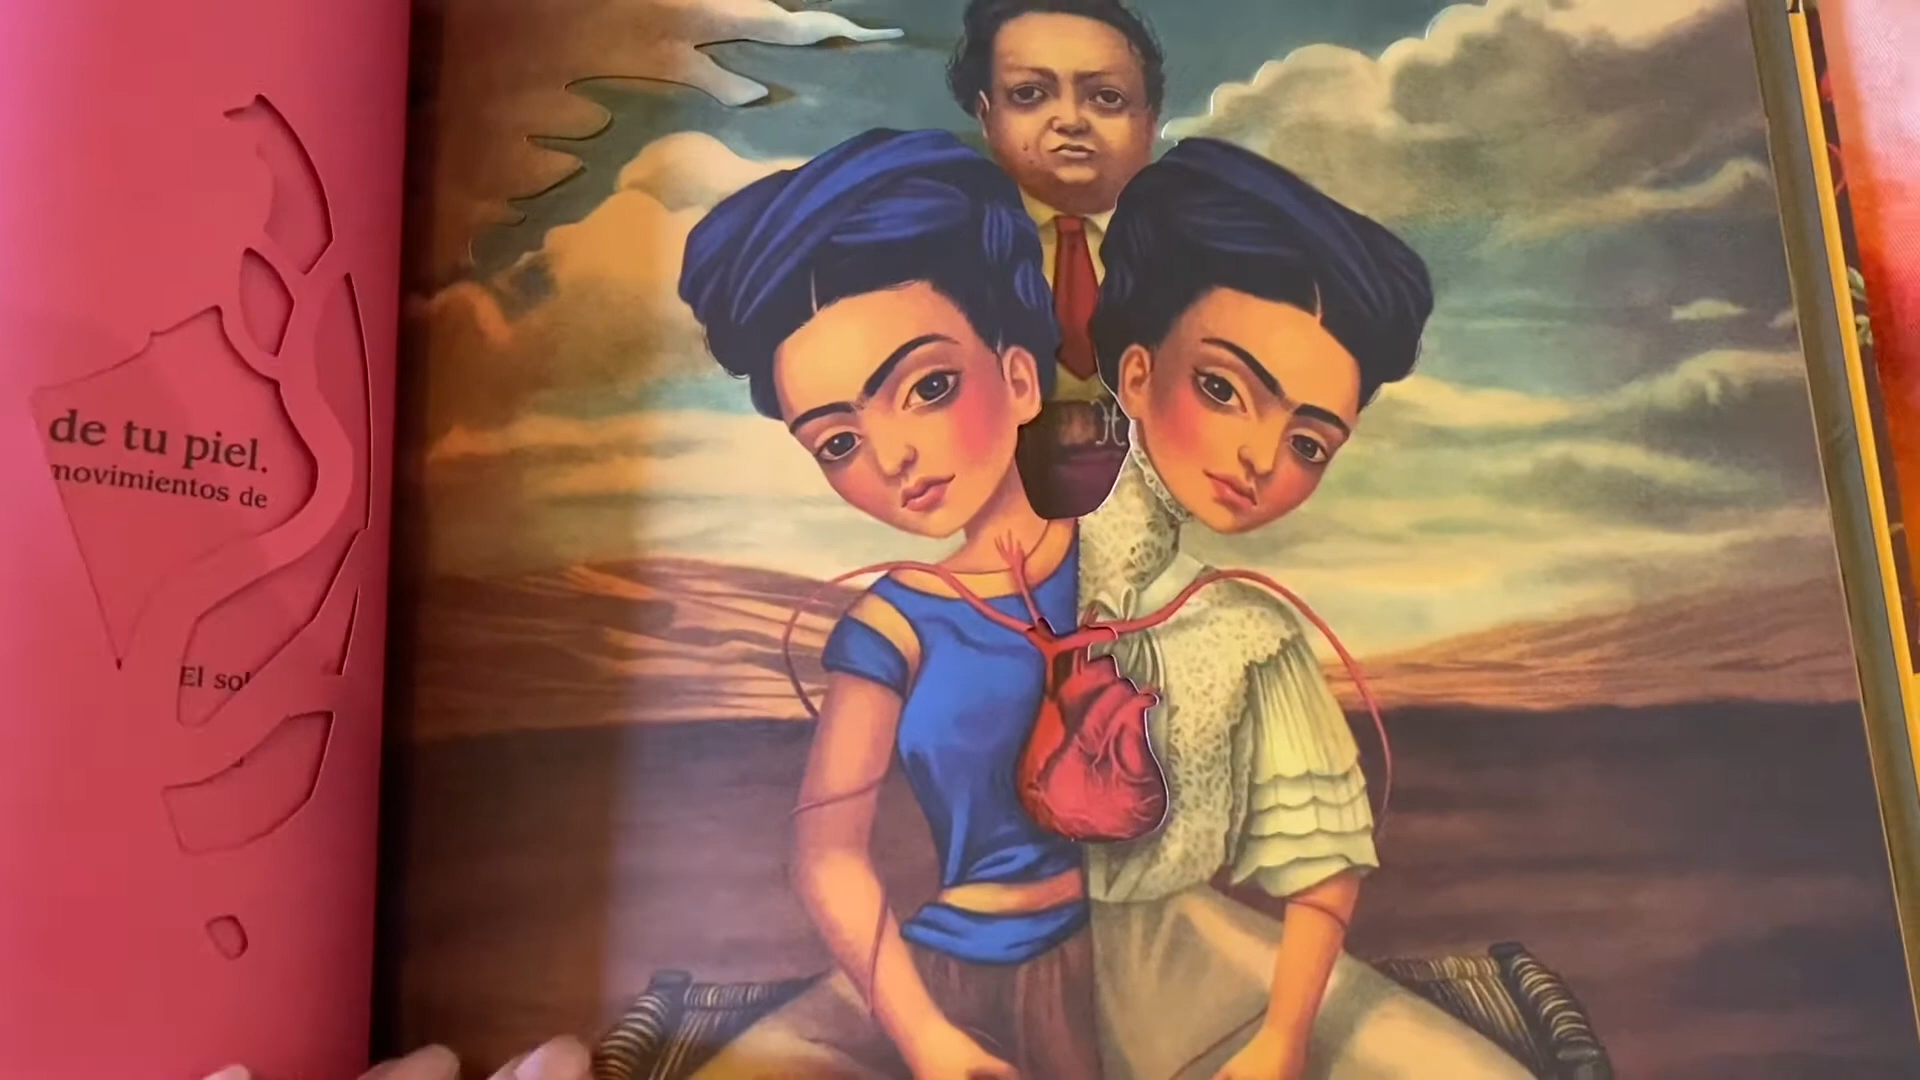 de tu piel.
movimientos de
El sol